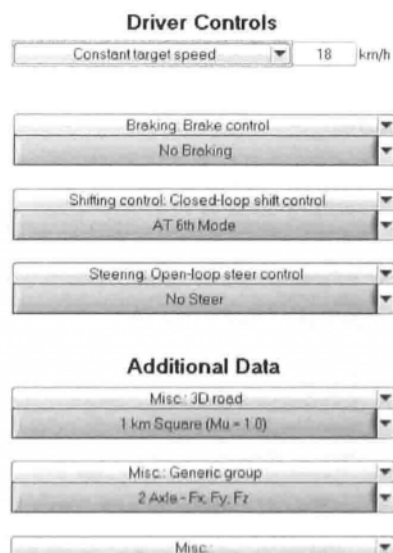 Driver Controls
Constant target speed 18 km/h
Braking: Brake control
No Braking
Shifting control: Closed-loop shift control
AT 6th Mode
Steering: Open-loop steer control
No Steer
Additional Data
Misc.: 3D road
1 km Square (Mu = 1.0)
Misc.: Generic group
2 Axle - Fx, Fy, Fz
Misc.: